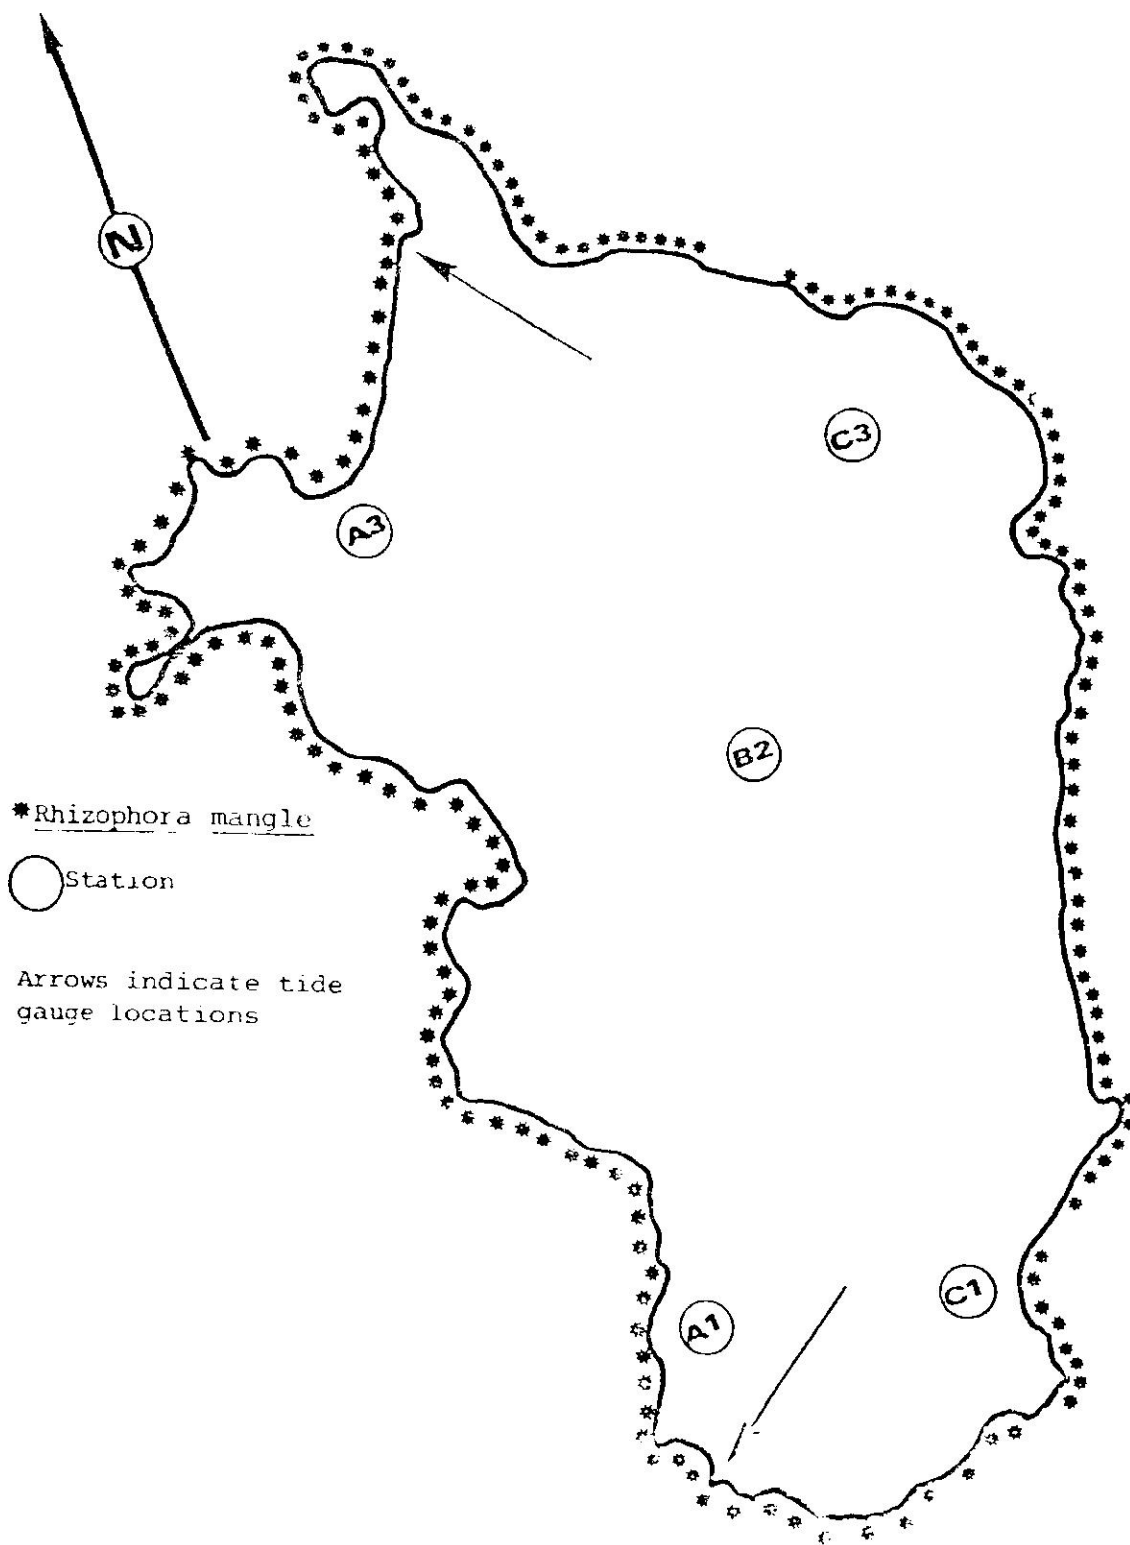 N
C3
A3
B2
*Rhizophora mangle
Station
Arrows indicate tide
gauge locations
C1
A1